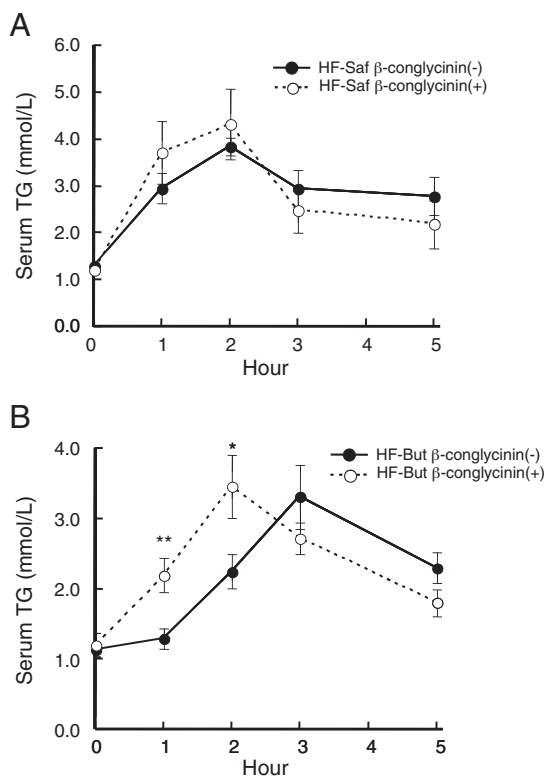 A
6.0
HF-Saf β-conglycinin(-)
HF-Saf β-conglycinin(+)
5.0
4.0
3.0
2.0
1.0
0.0
Serum TG (mmol/L)
0 1 2 3 4 5
Hour
B
4.0
HF-But β-conglycinin(-)
HF-But β-conglycinin(+)
*
**
3.0
2.0
1.0
0.0
Serum TG (mmol/L)
0 1 2 3 5
Hour